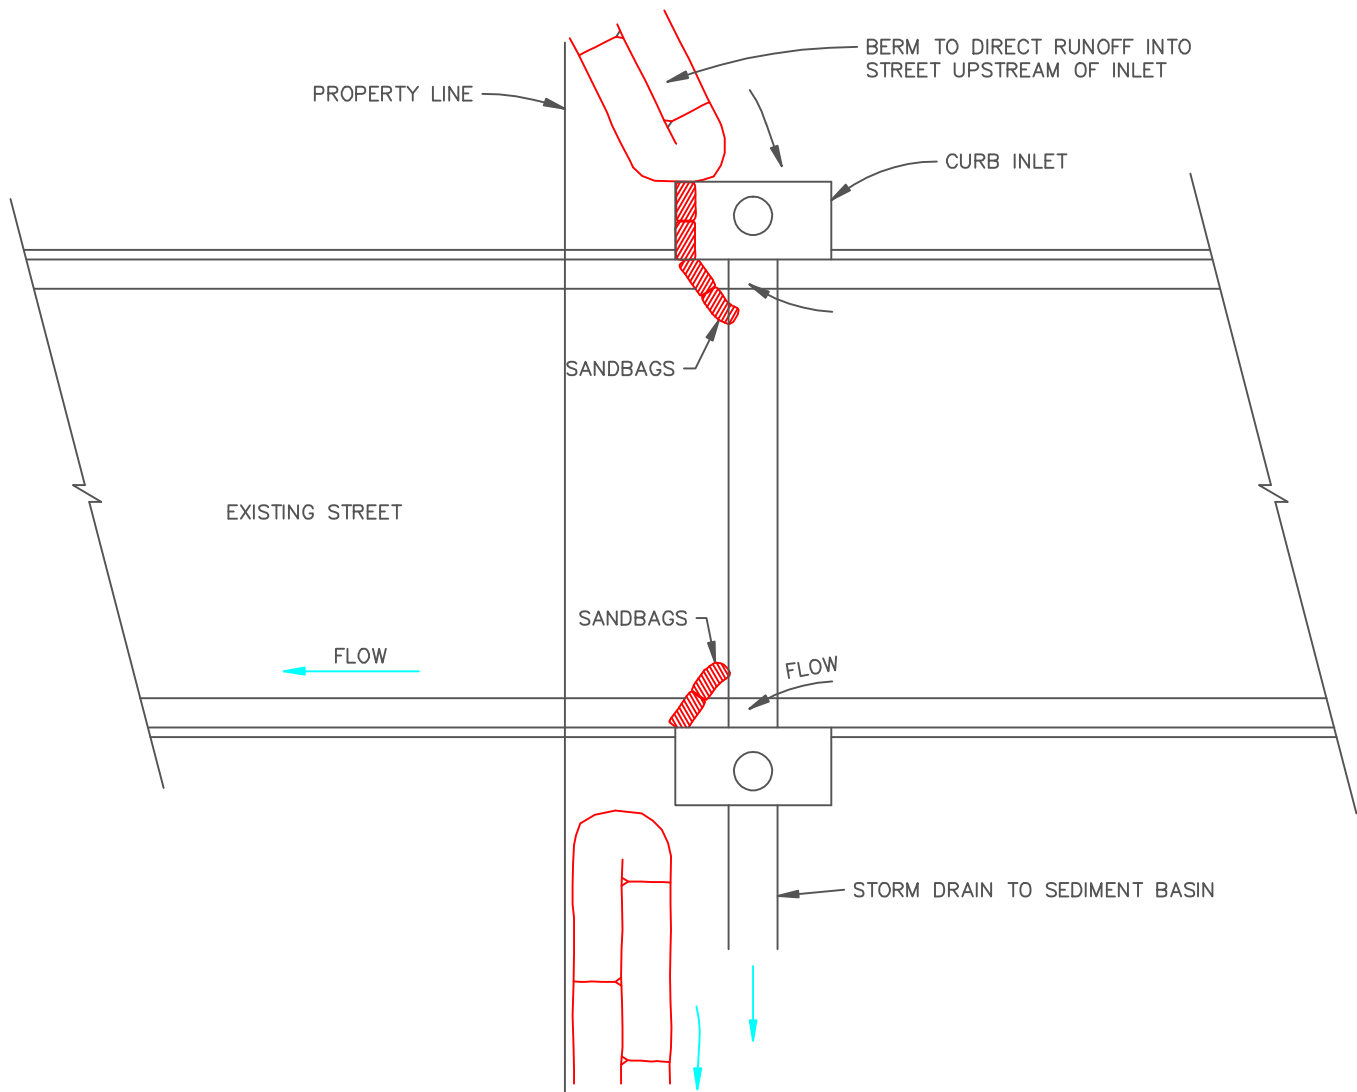 BERM TO DIRECT RUNOFF INTO
STREET UPSTREAM OF INLET
PROPERTY LINE
CURB INLET
SANDBAGS
EXISTING STREET
SANDBAGS
FLOW
FLOW
STORM DRAIN TO SEDIMENT BASIN